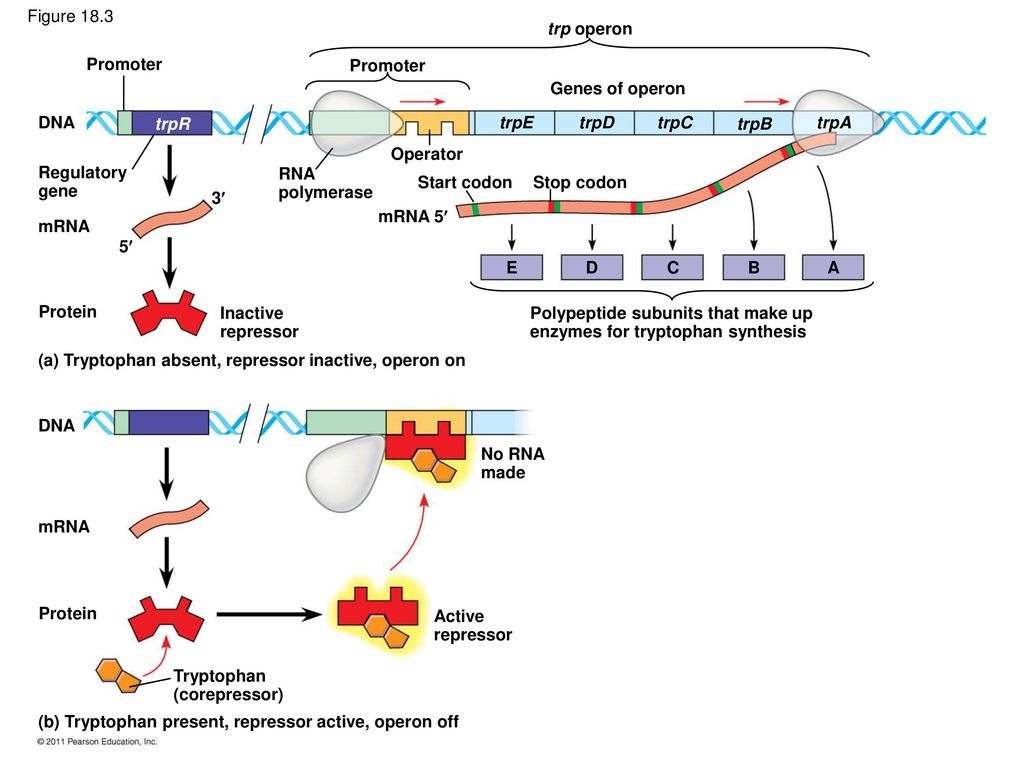 Figure 18.3
trp operon
Promoter
Promoter
Genes of operon
DNA
trpR
trpE
trpD
trpC
trpB
trpA
Operator
Regulatory
gene
RNA
polymerase
Start codon
Stop codon
3′
mRNA 5′
mRNA
5′
E
D
C
B
A
Protein
Inactive
repressor
Polypeptide subunits that make up
enzymes for tryptophan synthesis
(a) Tryptophan absent, repressor inactive, operon on
DNA
No RNA
made
mRNA
Protein
Active
repressor
Tryptophan
(corepressor)
(b) Tryptophan present, repressor active, operon off
© 2011 Pearson Education, Inc.